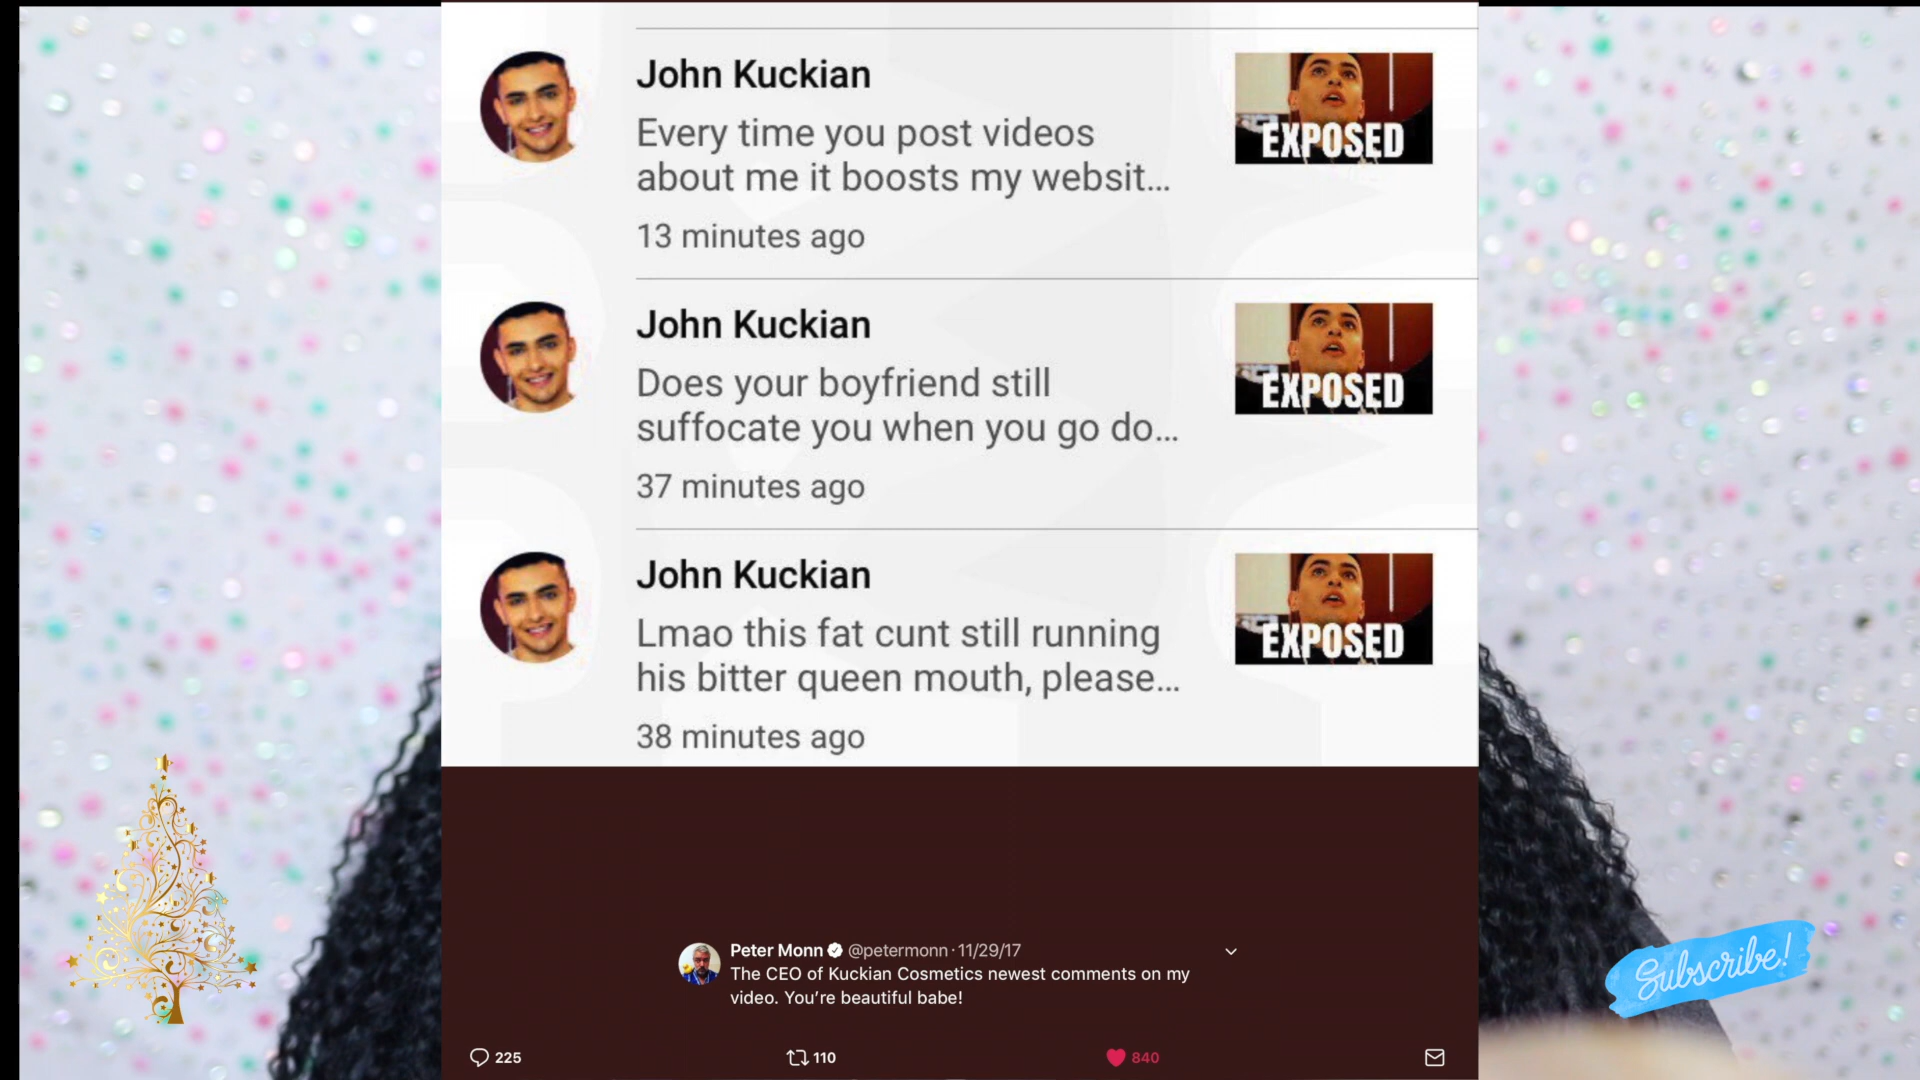 John Kuckian
Every time you post videos
about me it boosts my websit...
13 minutes ago
EXPOSED
John Kuckian
Does your boyfriend still
suffocate you when you go do...
37 minutes ago
EXPOSED
John Kuckian
Lmao this fat cunt still running
his bitter queen mouth, please...
38 minutes ago
EXPOSED
Peter Monn @petermonn · 11/29/17
The CEO of Kuckian Cosmetics newest comments on my
video. You’re beautiful babe!
225 110 840
Subscribe!